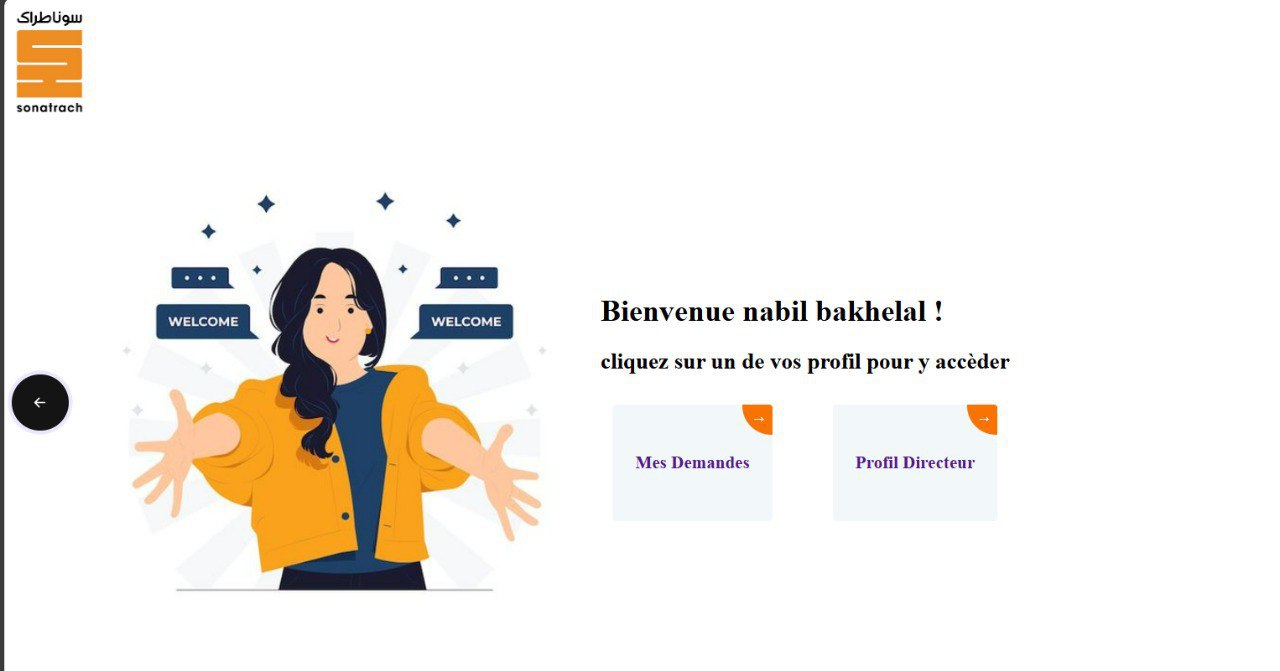 سوناطراك
sonatrach
WELCOME
WELCOME
Bienvenue nabil bakhelal !
cliquez sur un de vos profil pour y accèder
Mes Demandes
Profil Directeur